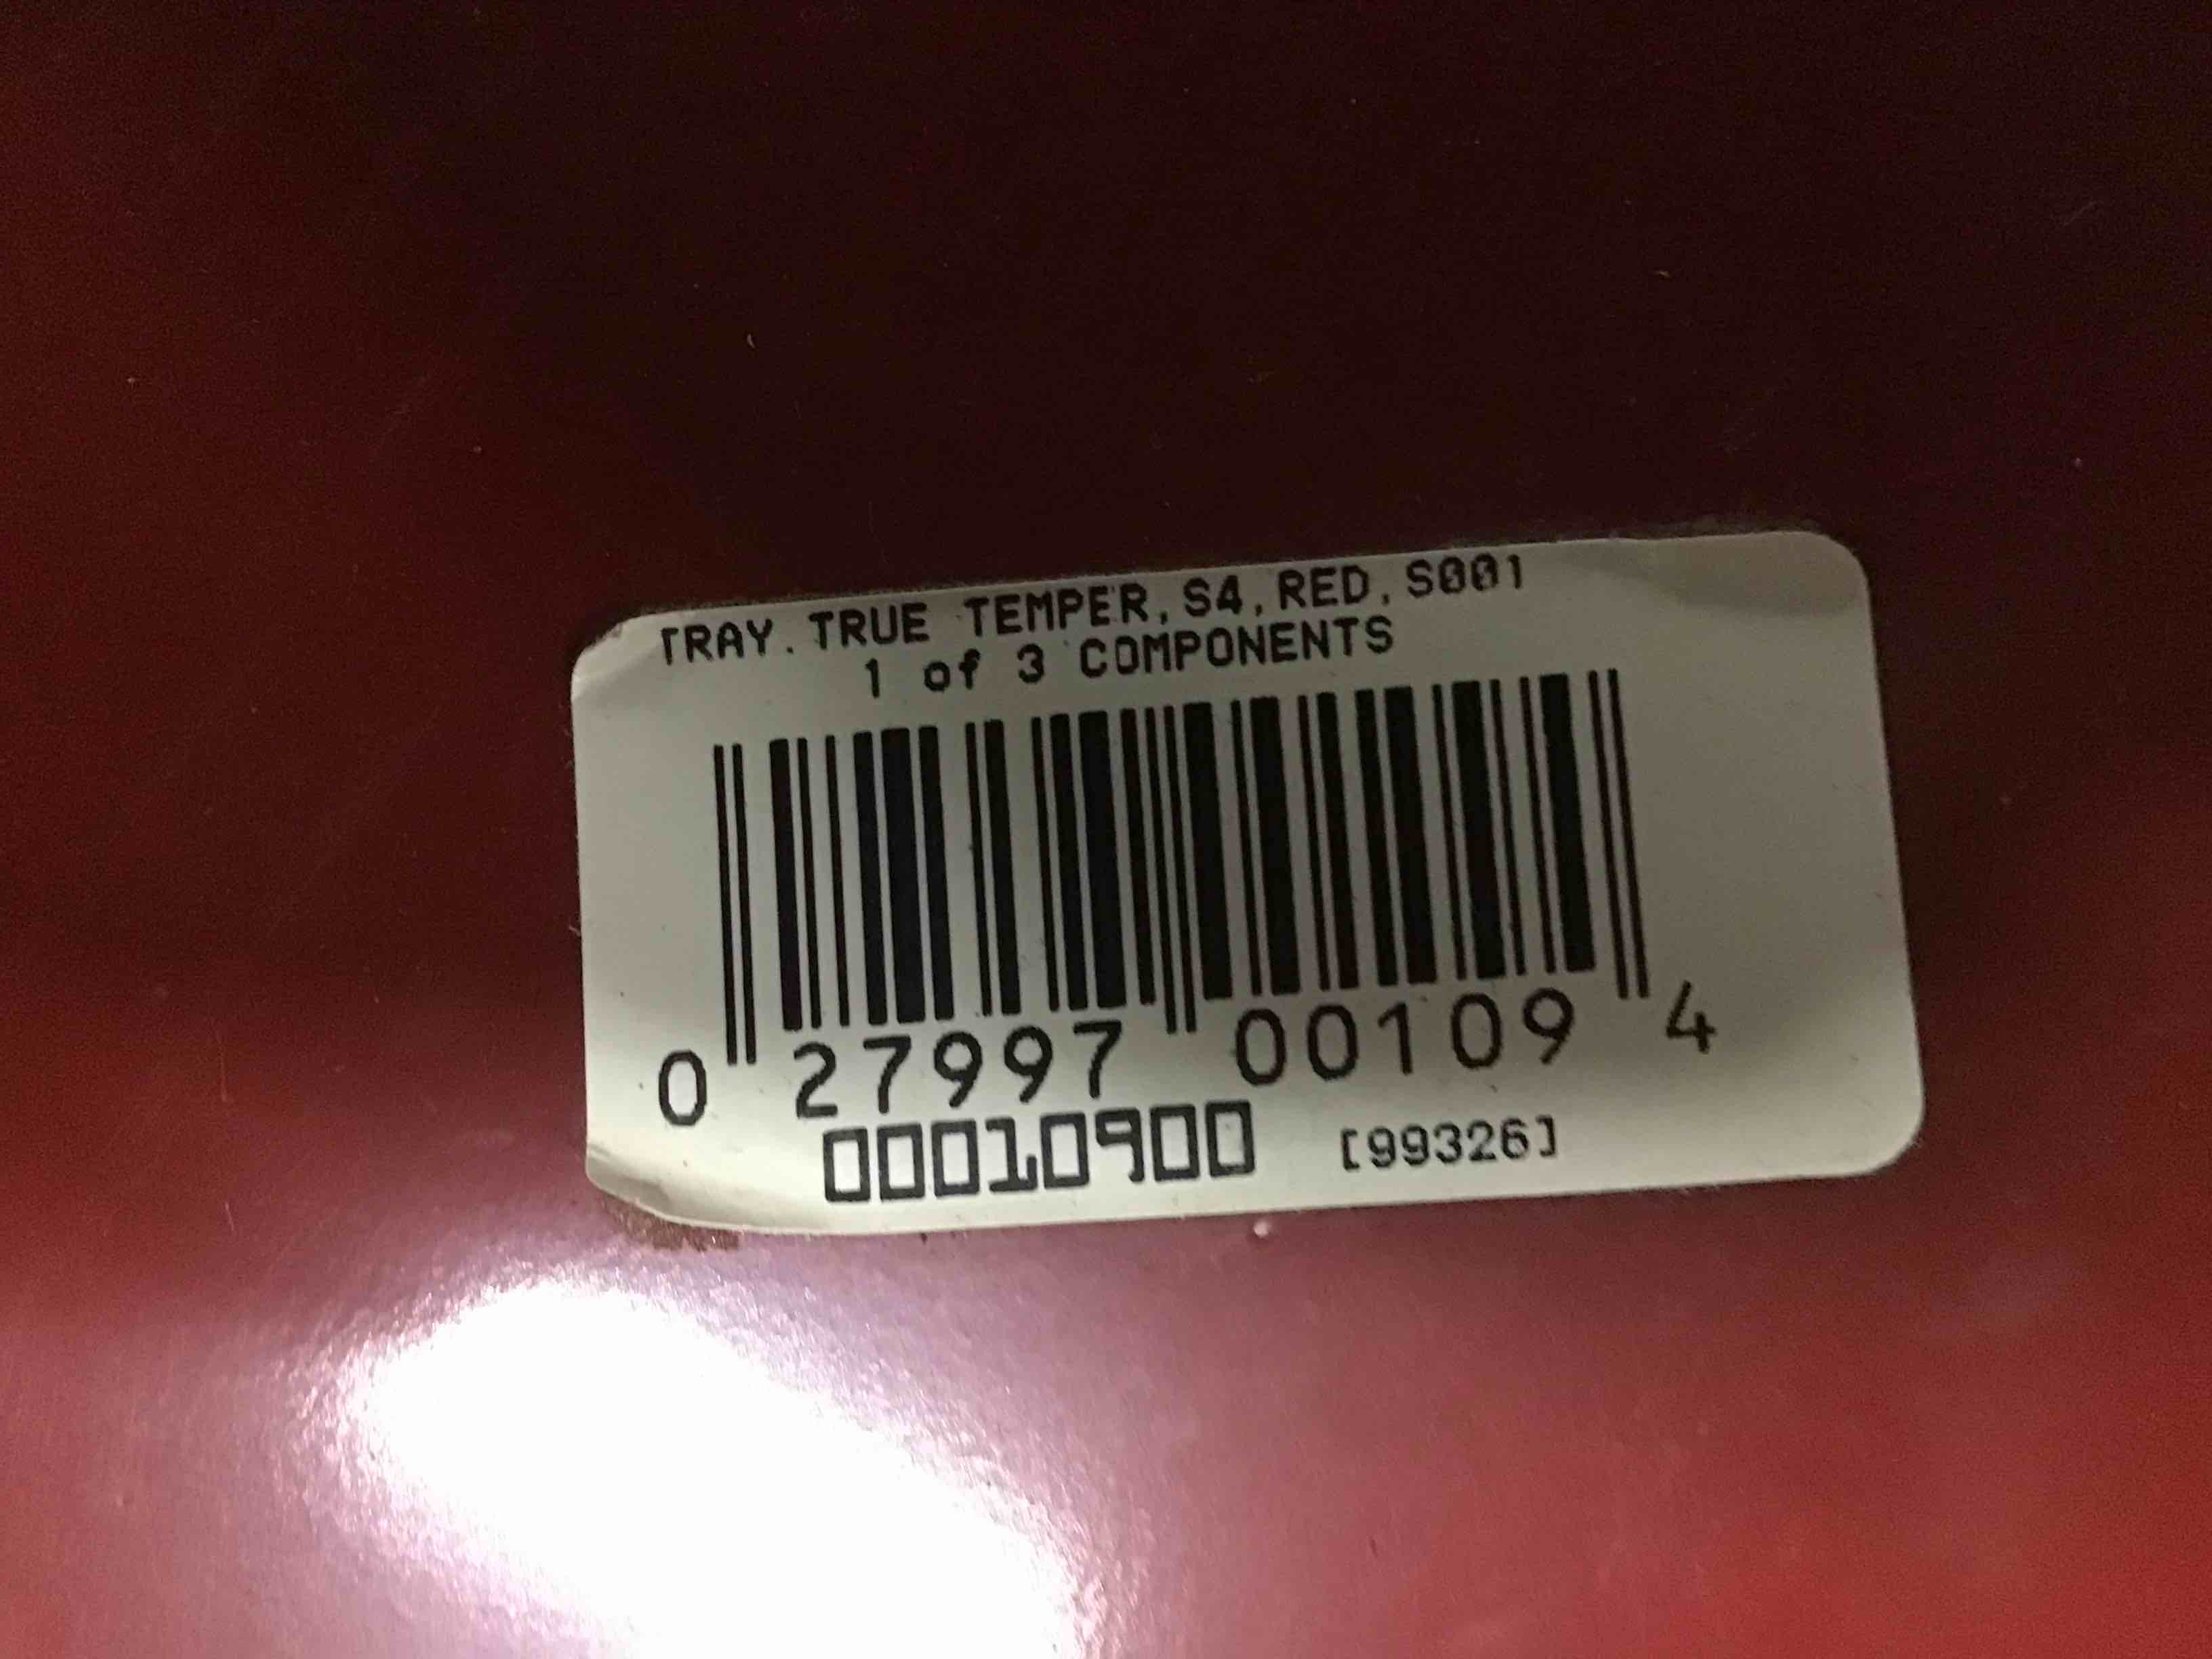 TRAY. TRUE TEMPER, S4, RED, S001
1 of 3 COMPONENTS
0 27997 00109 4
00010900 [99326]